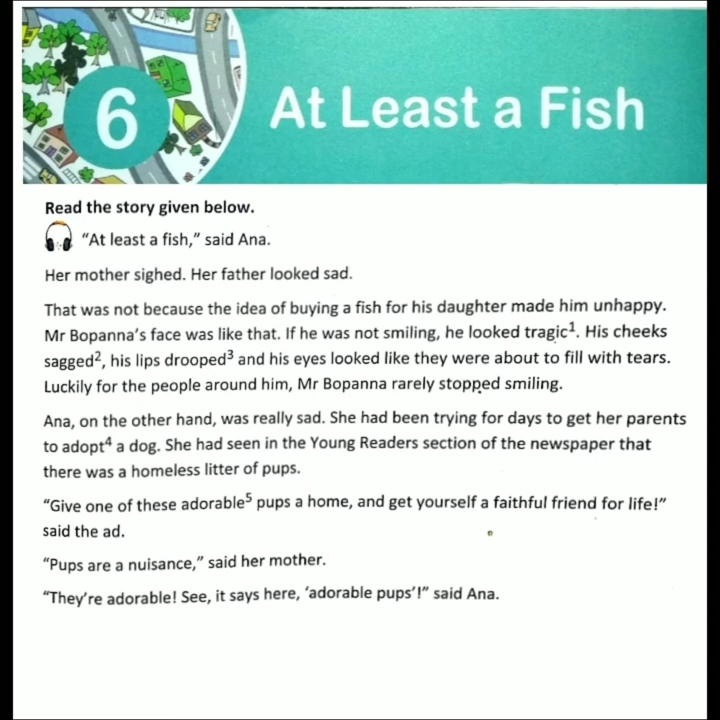 6
At Least a Fish
Read the story given below.
“At least a fish,” said Ana.
Her mother sighed. Her father looked sad.
That was not because the idea of buying a fish for his daughter made him unhappy.
Mr Bopanna’s face was like that. If he was not smiling, he looked tragic¹. His cheeks
sagged², his lips drooped³ and his eyes looked like they were about to fill with tears.
Luckily for the people around him, Mr Bopanna rarely stopped smiling.
Ana, on the other hand, was really sad. She had been trying for days to get her parents
to adopt⁴ a dog. She had seen in the Young Readers section of the newspaper that
there was a homeless litter of pups.
“Give one of these adorable⁵ pups a home, and get yourself a faithful friend for life!”
said the ad.
“Pups are a nuisance,” said her mother.
“They’re adorable! See, it says here, ‘adorable pups’!” said Ana.